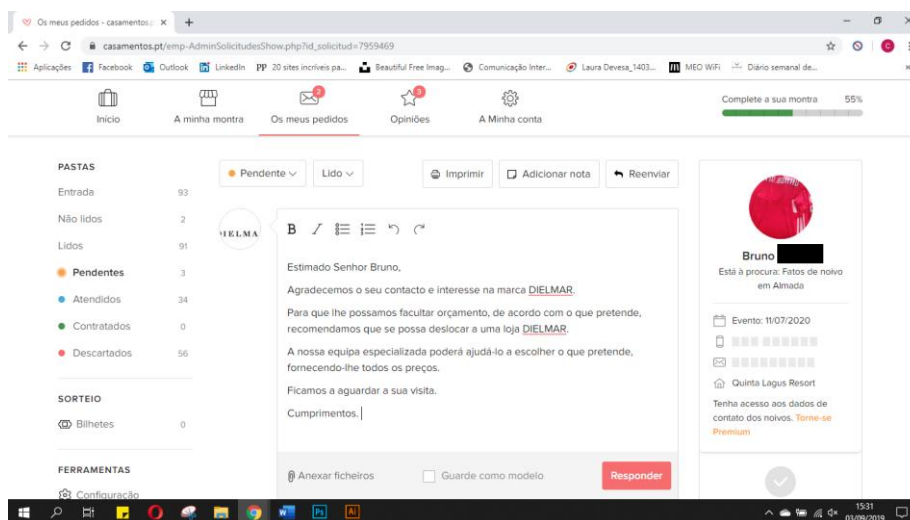 Os meus pedidos - casamentos.p
casamentos.pt/emp-AdminSolicitudesShow.php?id_solicitud=7959469
Aplicações Facebook Outlook LinkedIn 20 sites incríveis pa... Beautiful Free Imag... Comunicação Inter... Laura Devesa_1403... MEO WiFi Diário semanal de...
2 3
Início A minha montra Os meus pedidos Opiniões A Minha conta
Complete a sua montra 55%
PASTAS
Entrada 93
Não lidos 2
Lidos 91
Pendentes 3
Atendidos 34
Contratados 0
Descartados 56
SORTEIO
Bilhetes 0
FERRAMENTAS
Configuração
Pendente Lido Imprimir Adicionar nota Reenviar
DIELMA
B I
Estimado Senhor Bruno,
Agradecemos o seu contacto e interesse na marca DIELMAR.
Para que lhe possamos facultar orçamento, de acordo com o que pretende,
recomendamos que se possa deslocar a uma loja DIELMAR.
A nossa equipa especializada poderá ajudá-lo a escolher o que pretende,
fornecendo-lhe todos os preços.
Ficamos a aguardar a sua visita.
Cumprimentos.
Anexar ficheiros Guarde como modelo Responder
Bruno
Está à procura: Fatos de noivo
em Almada
Evento: 11/07/2020
Quinta Lagus Resort
Tenha acesso aos dados de
contato dos noivos. Torne-se
Premium
Ps Ai
15:31
03/09/2019